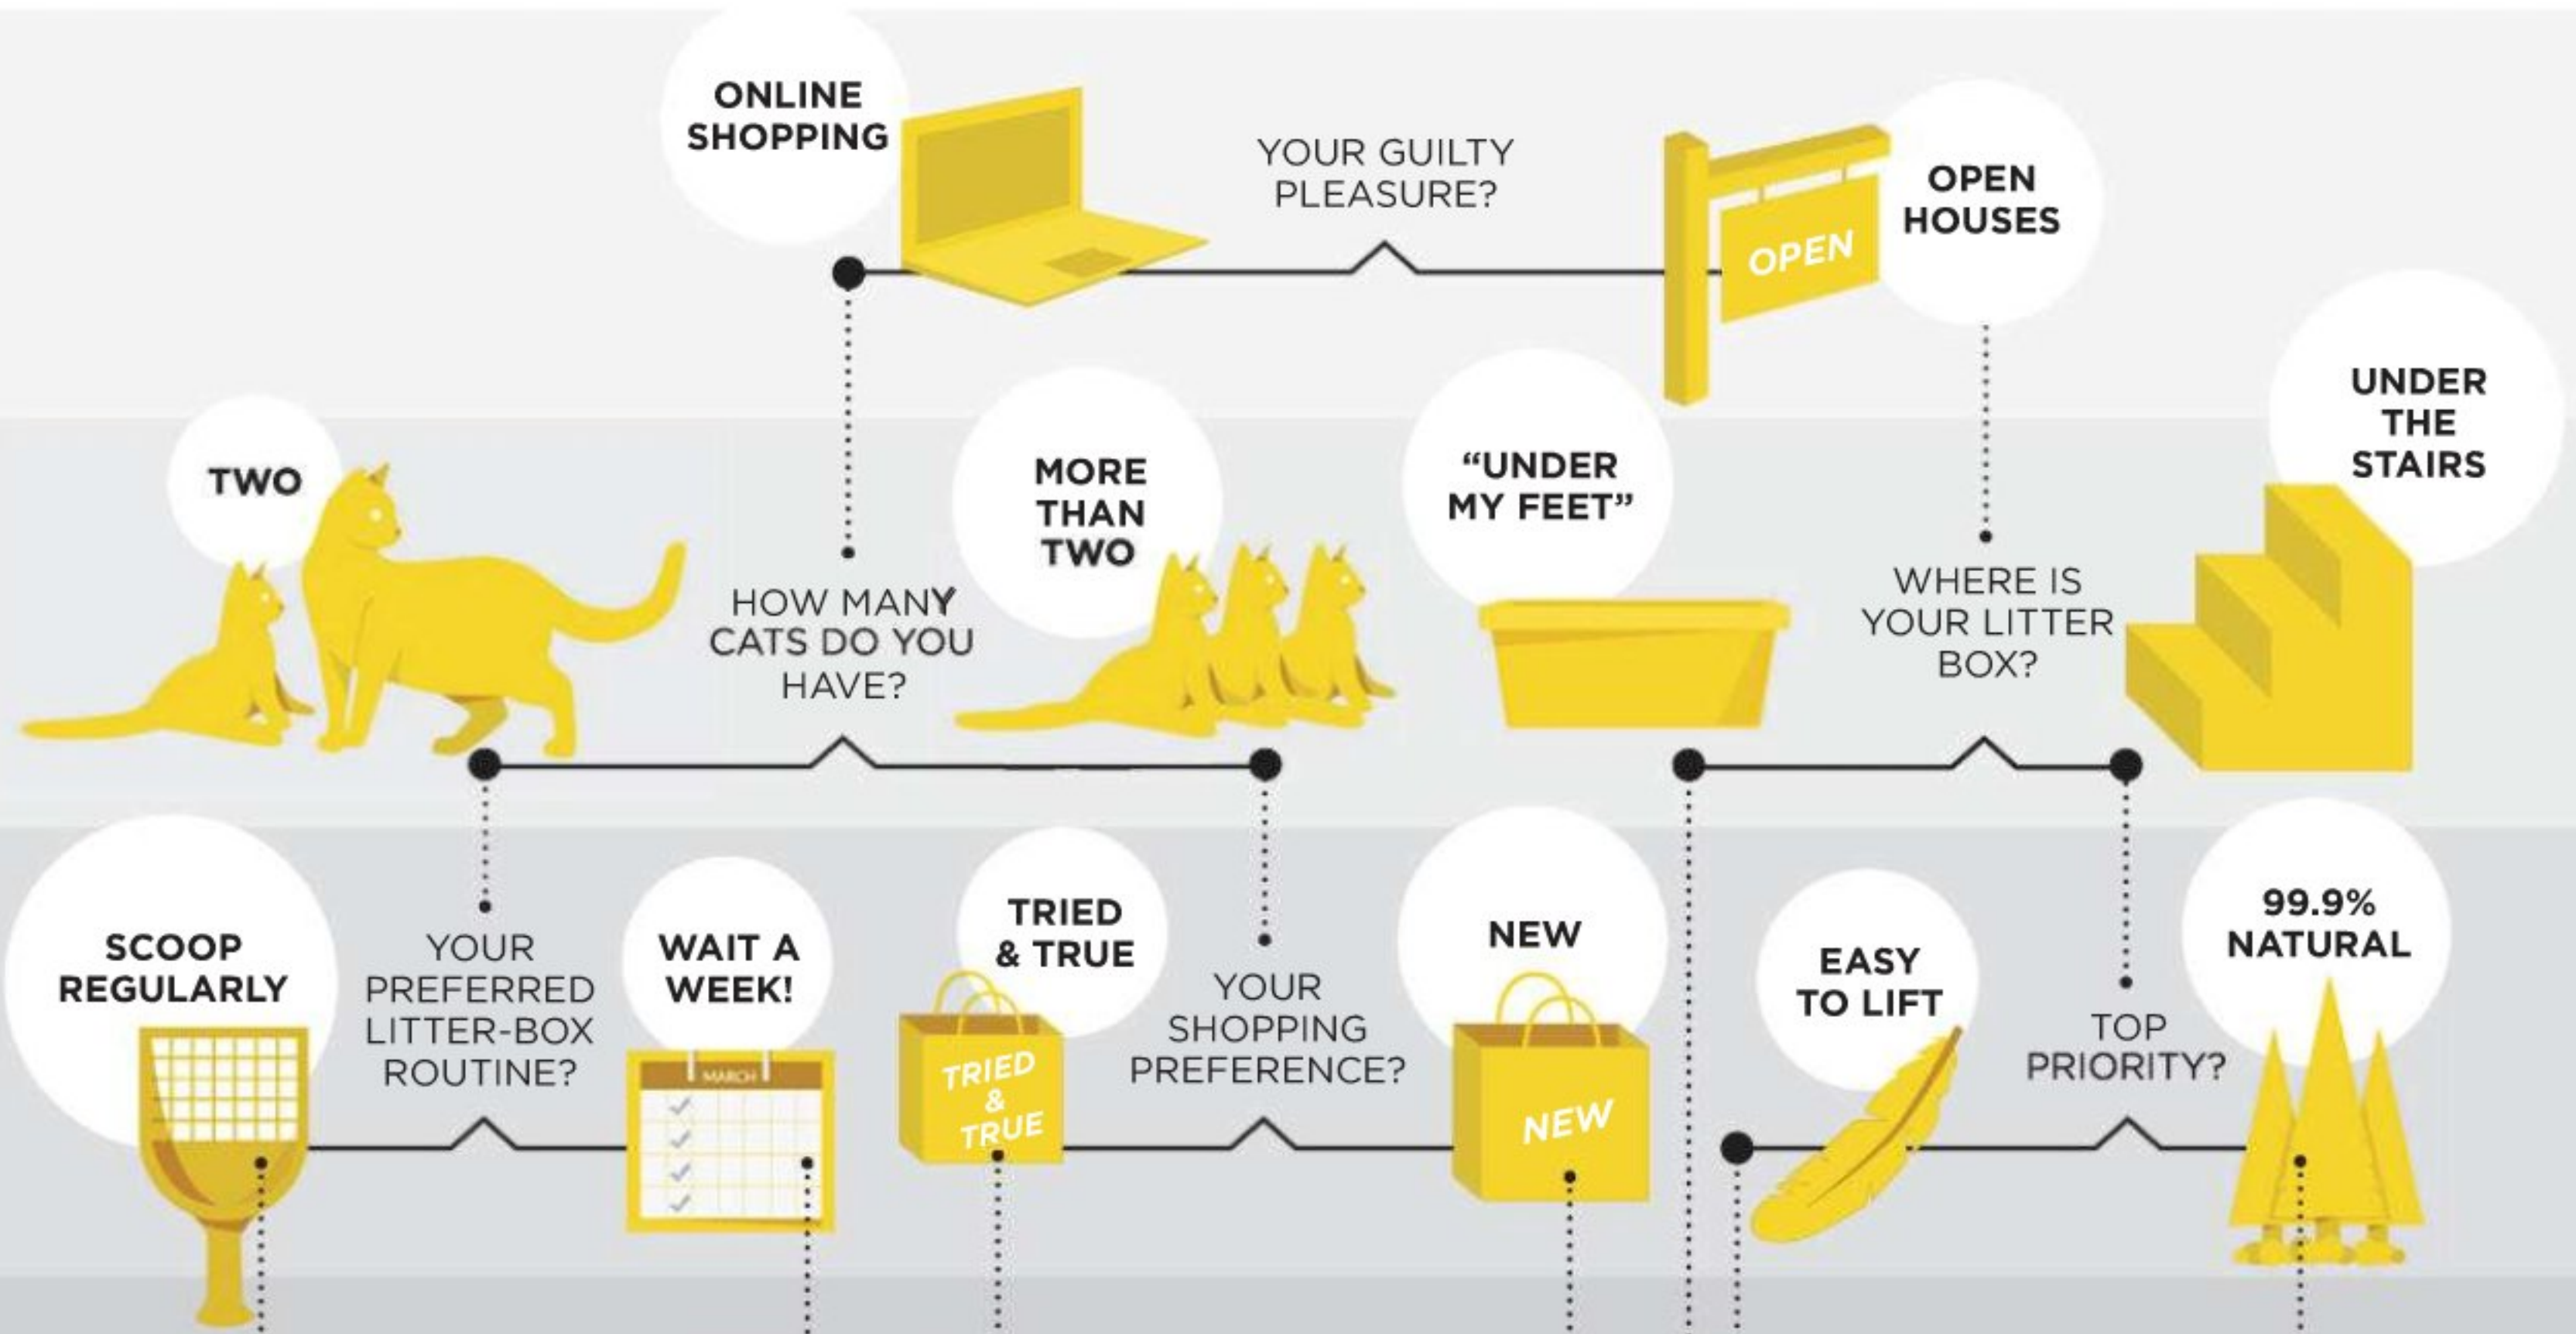 ONLINE
SHOPPING
YOUR GUILTY
PLEASURE?
OPEN
OPEN
HOUSES
TWO
HOW MANY
CATS DO YOU
HAVE?
MORE
THAN
TWO
“UNDER
MY FEET”
WHERE IS
YOUR LITTER
BOX?
UNDER
THE
STAIRS
SCOOP
REGULARLY
YOUR
PREFERRED
LITTER-BOX
ROUTINE?
WAIT A
WEEK!
MARCH
TRIED
& TRUE
TRIED
&
TRUE
YOUR
SHOPPING
PREFERENCE?
NEW
NEW
EASY
TO LIFT
TOP
PRIORITY?
99.9%
NATURAL